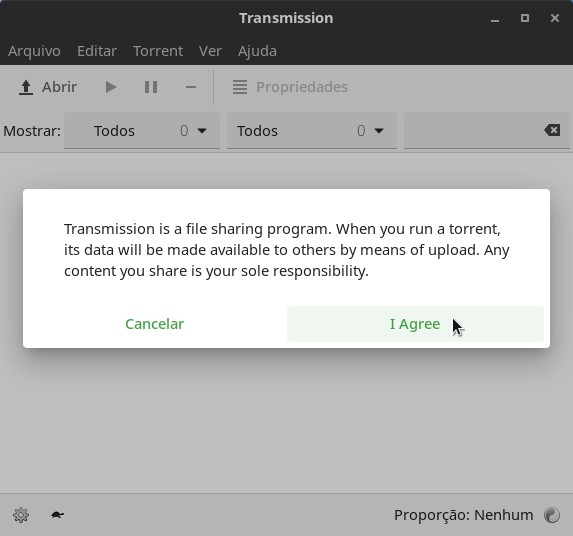 Transmission
Arquivo Editar Torrent Ver Ajuda
Abrir Propriedades
Mostrar: Todos 0 Todos 0
Transmission is a file sharing program. When you run a torrent,
its data will be made available to others by means of upload. Any
content you share is your sole responsibility.
Cancelar I Agree
Proporção: Nenhum